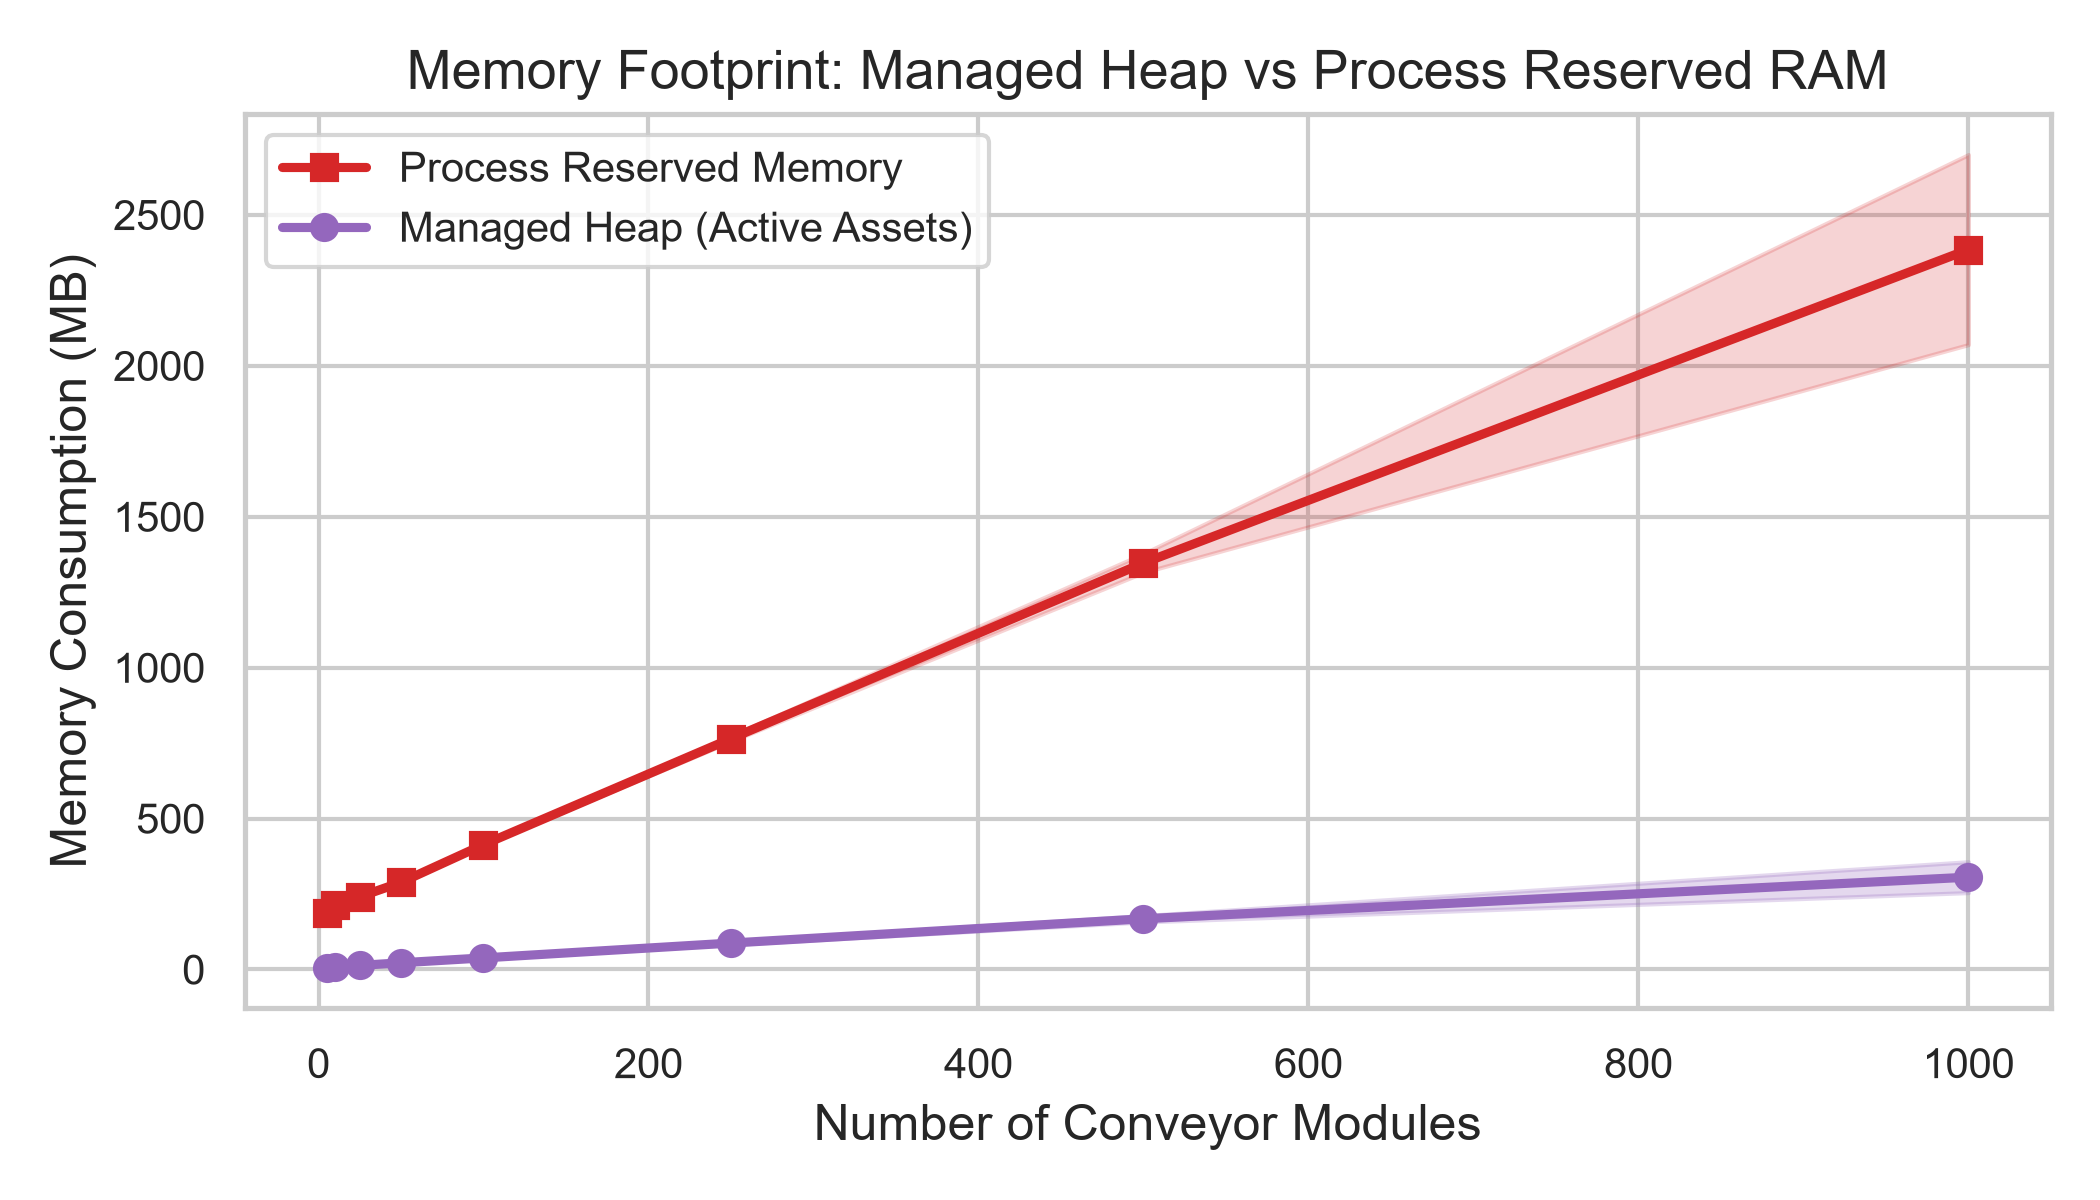 Memory Footprint: Managed Heap vs Process Reserved RAM
Process Reserved Memory
Managed Heap (Active Assets)
Memory Consumption (MB)
2500
2000
1500
1000
500
0
0 200 400 600 800 1000
Number of Conveyor Modules